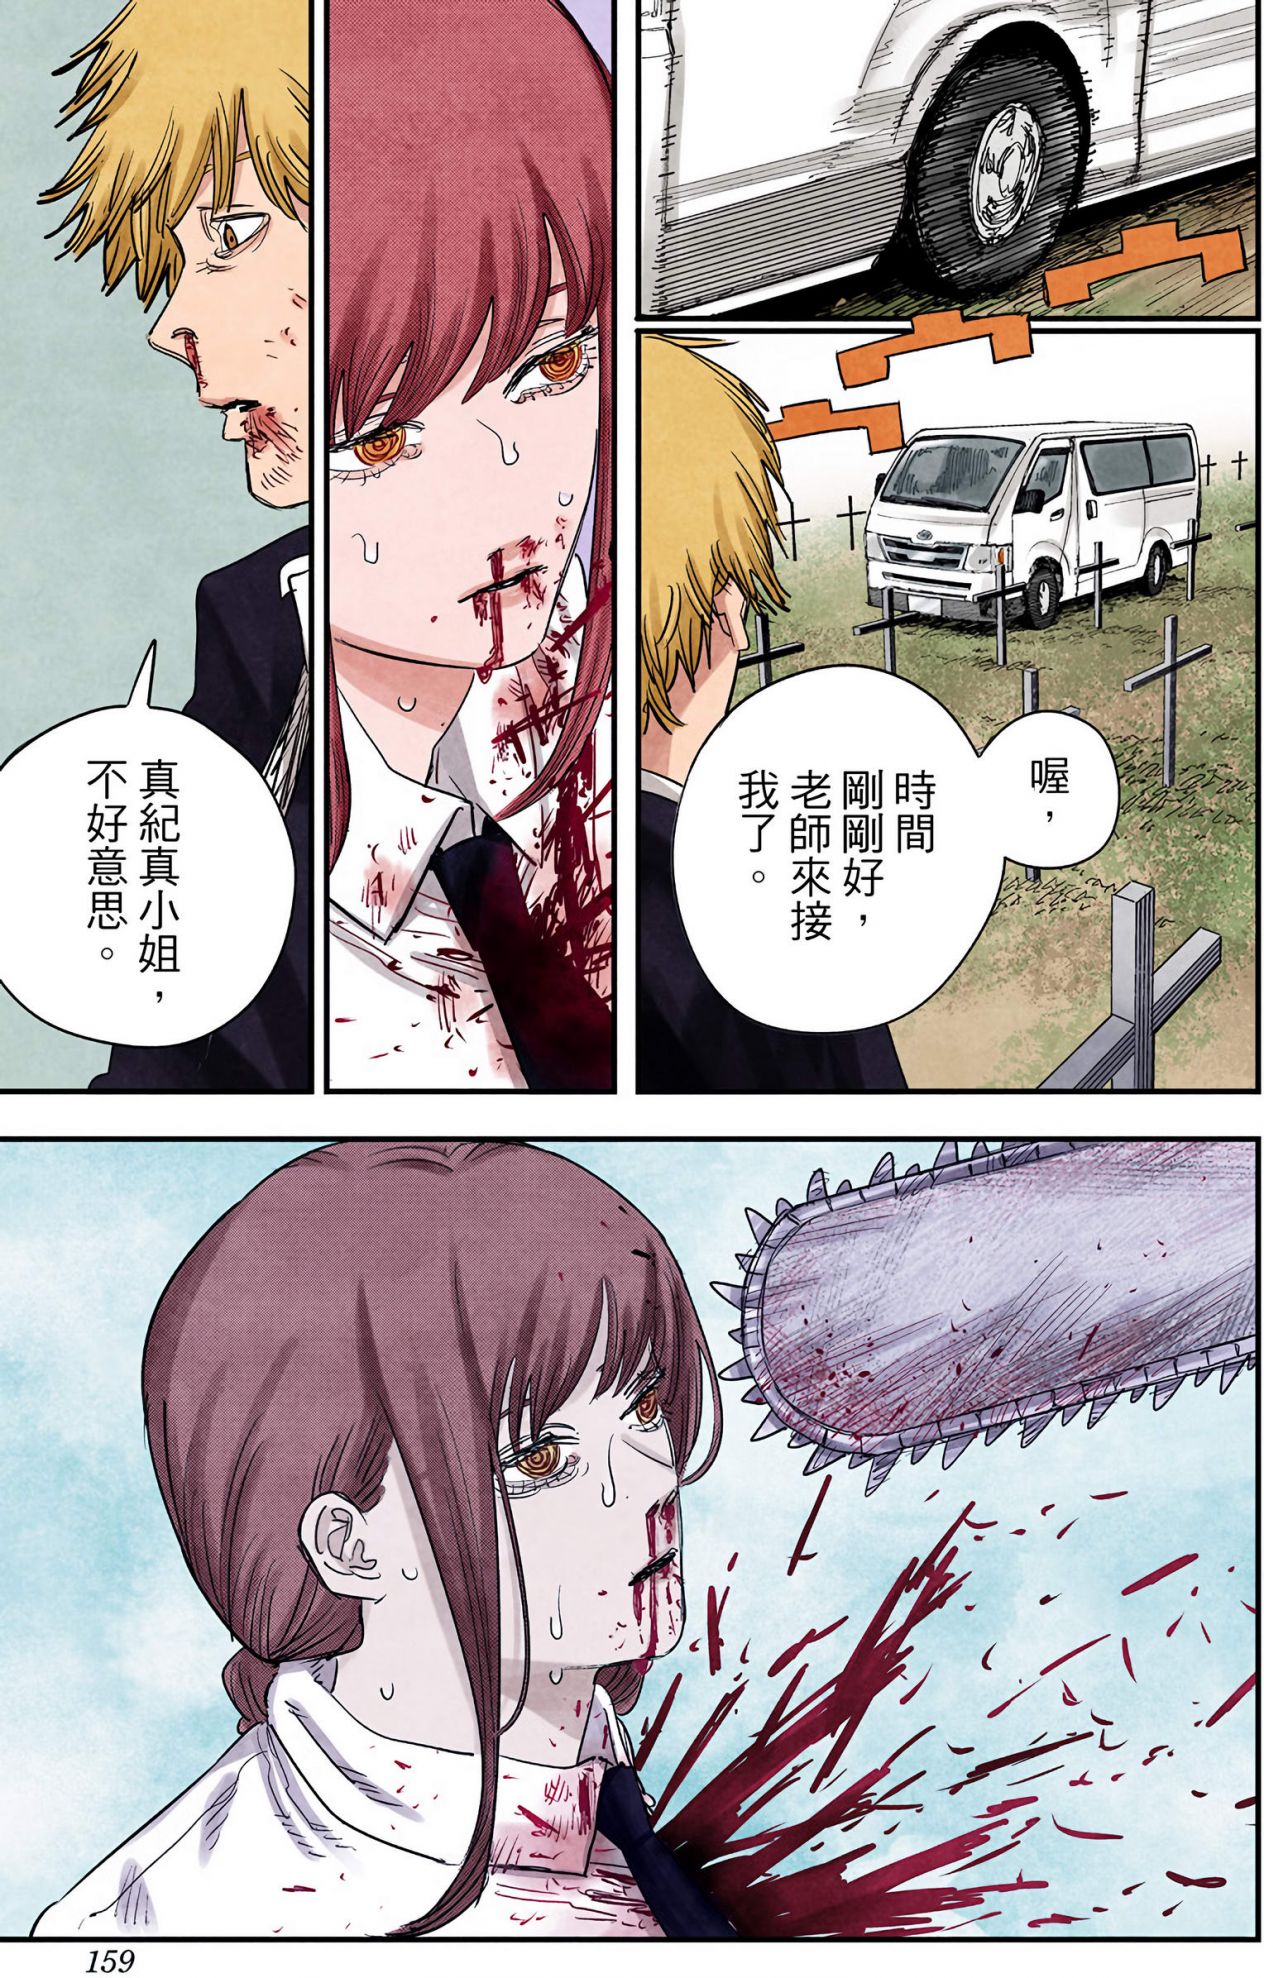 喔，
時間
剛剛好，
老師來接
我了。
真紀真小姐，
不好意思。
159